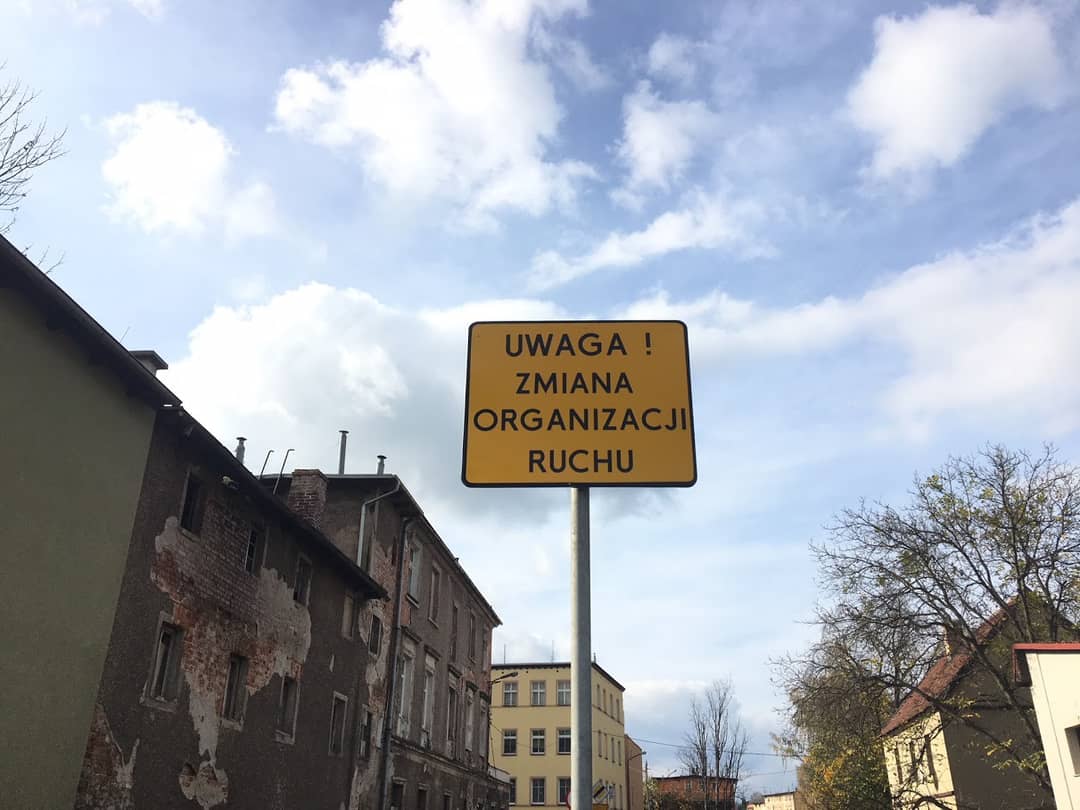 UWAGA !
ZMIANA
ORGANIZACJI
RUCHU